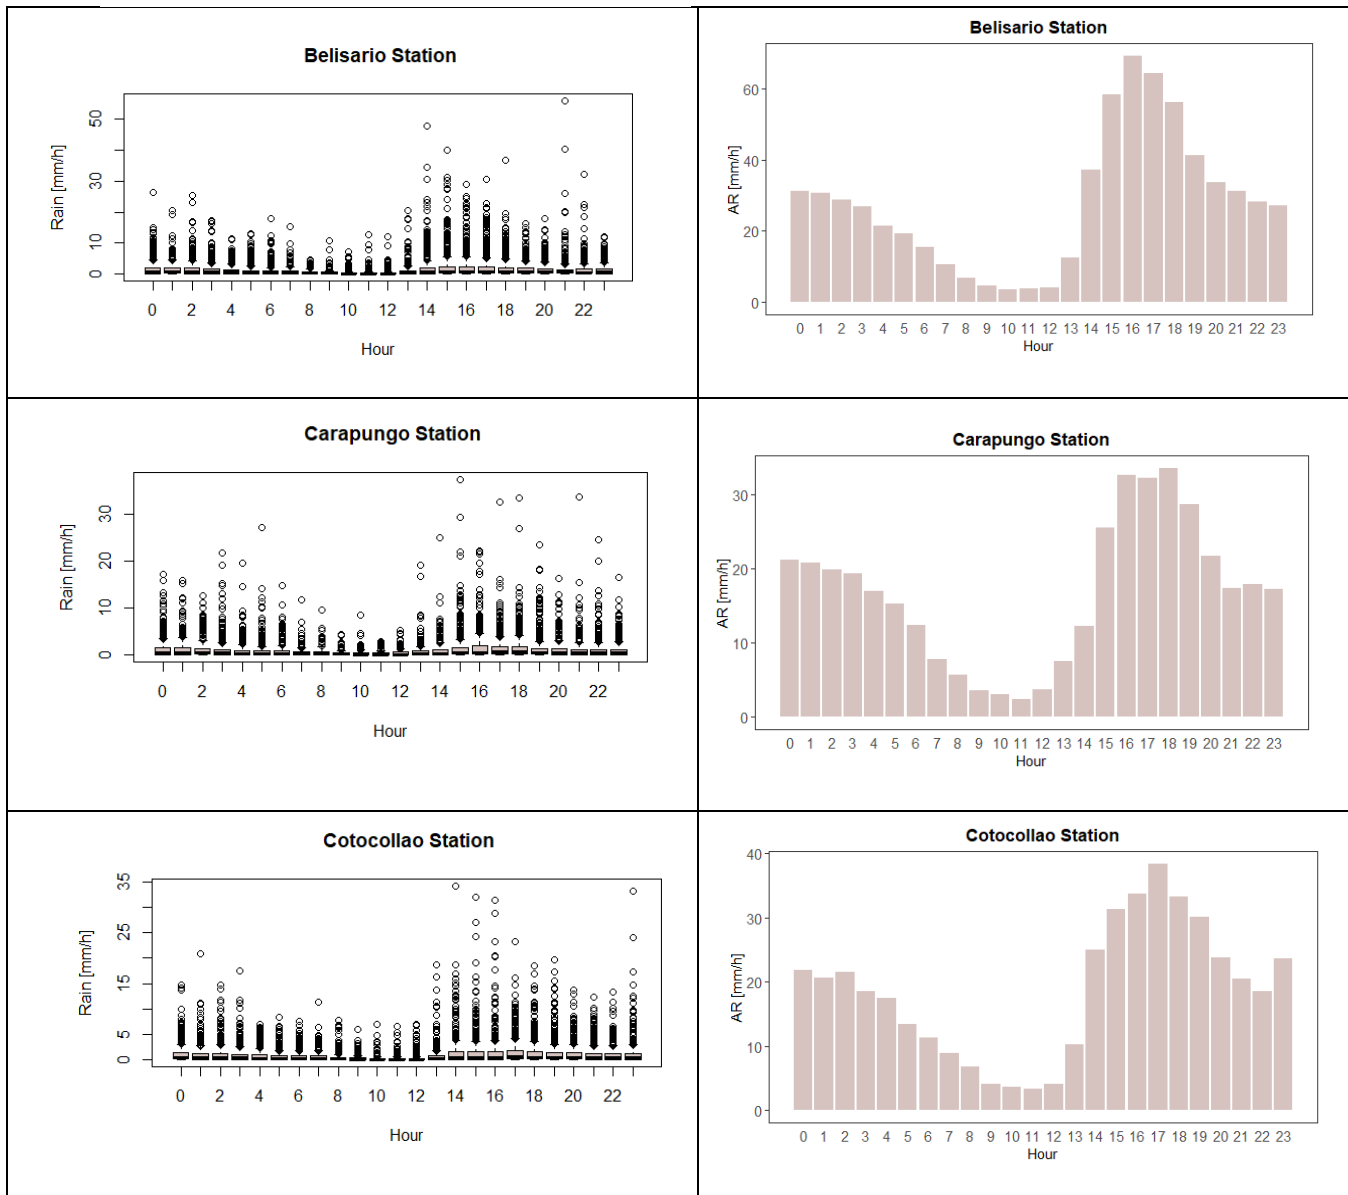 Belisario Station
Rain [mm/h]
50
30
10
0
0 2 4 6 8 10 12 14 16 18 20 22
Hour
Belisario Station
AR [mm/h]
60
40
20
0
0 1 2 3 4 5 6 7 8 9 10 11 12 13 14 15 16 17 18 19 20 21 22 23
Hour
Carapungo Station
Rain [mm/h]
30
20
10
0
0 2 4 6 8 10 12 14 16 18 20 22
Hour
Carapungo Station
AR [mm/h]
30
20
10
0
0 1 2 3 4 5 6 7 8 9 10 11 12 13 14 15 16 17 18 19 20 21 22 23
Hour
Cotocollao Station
Rain [mm/h]
35
25
15
5
0
0 2 4 6 8 10 12 14 16 18 20 22
Hour
Cotocollao Station
AR [mm/h]
40
30
20
10
0
0 1 2 3 4 5 6 7 8 9 10 11 12 13 14 15 16 17 18 19 20 21 22 23
Hour